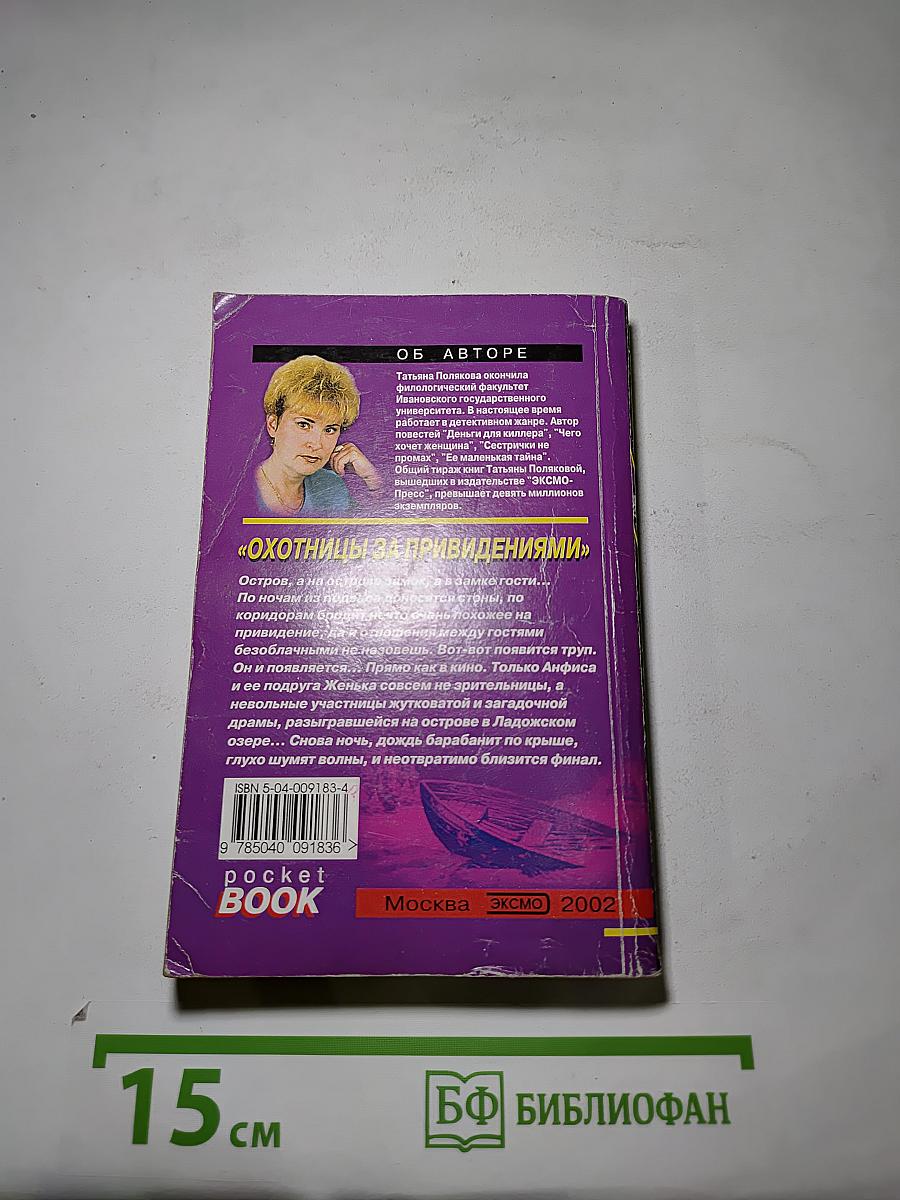 ОБ АВТОРЕ
Татьяна Полякова окончила
филологический факультет
Ивановского государственного
университета. В настоящее время
работает в детективном жанре. Автор
повестей "Деньги для киллера", "Чего
хочет женщина", "Сестрички не
промах", "Ее маленькая тайна".
Общий тираж книг Татьяны Поляковой,
вышедших в издательстве "ЭКСМО-
Пресс", превышает девять миллионов
экземпляров.
«ОХОТНИЦЫ ЗА ПРИВИДЕНИЯМИ»
Остров, а на острове замок, а в замке гости...
По ночам из подвала доносятся стоны, по
коридорам бродит нечто очень похожее на
привидение, да и отношения между гостями
безоблачными не назовешь. Вот-вот появится труп.
Он и появляется... Прямо как в кино. Только Анфиса
и ее подруга Женька совсем не зрительницы, а
невольные участницы жутковатой и загадочной
драмы, разыгравшейся на острове в Ладожском
озере... Снова ночь, дождь барабанит по крыше,
глухо шумят волны, и неотвратимо близится финал.
ISBN 5-04-009183-4
9 785040 091836 >
pocket
BOOK
Москва ЭКСМО 2002
15 см
БФ БИБЛИОФАН